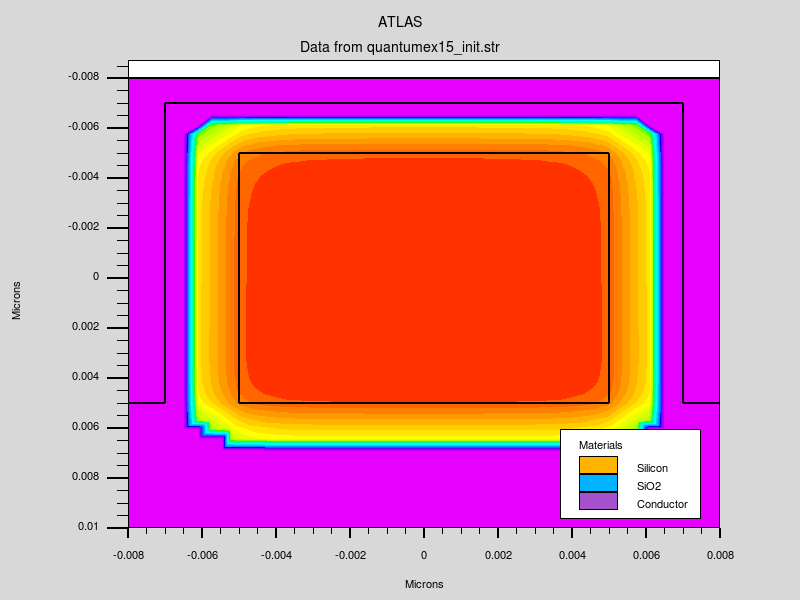 ATLAS
Data from quantumex15_init.str
-0.008
-0.006
-0.004
-0.002
0
0.002
0.004
0.006
0.008
0.01
Microns
Materials
Silicon
SiO2
Conductor
-0.008 -0.006 -0.004 -0.002 0 0.002 0.004 0.006 0.008
Microns